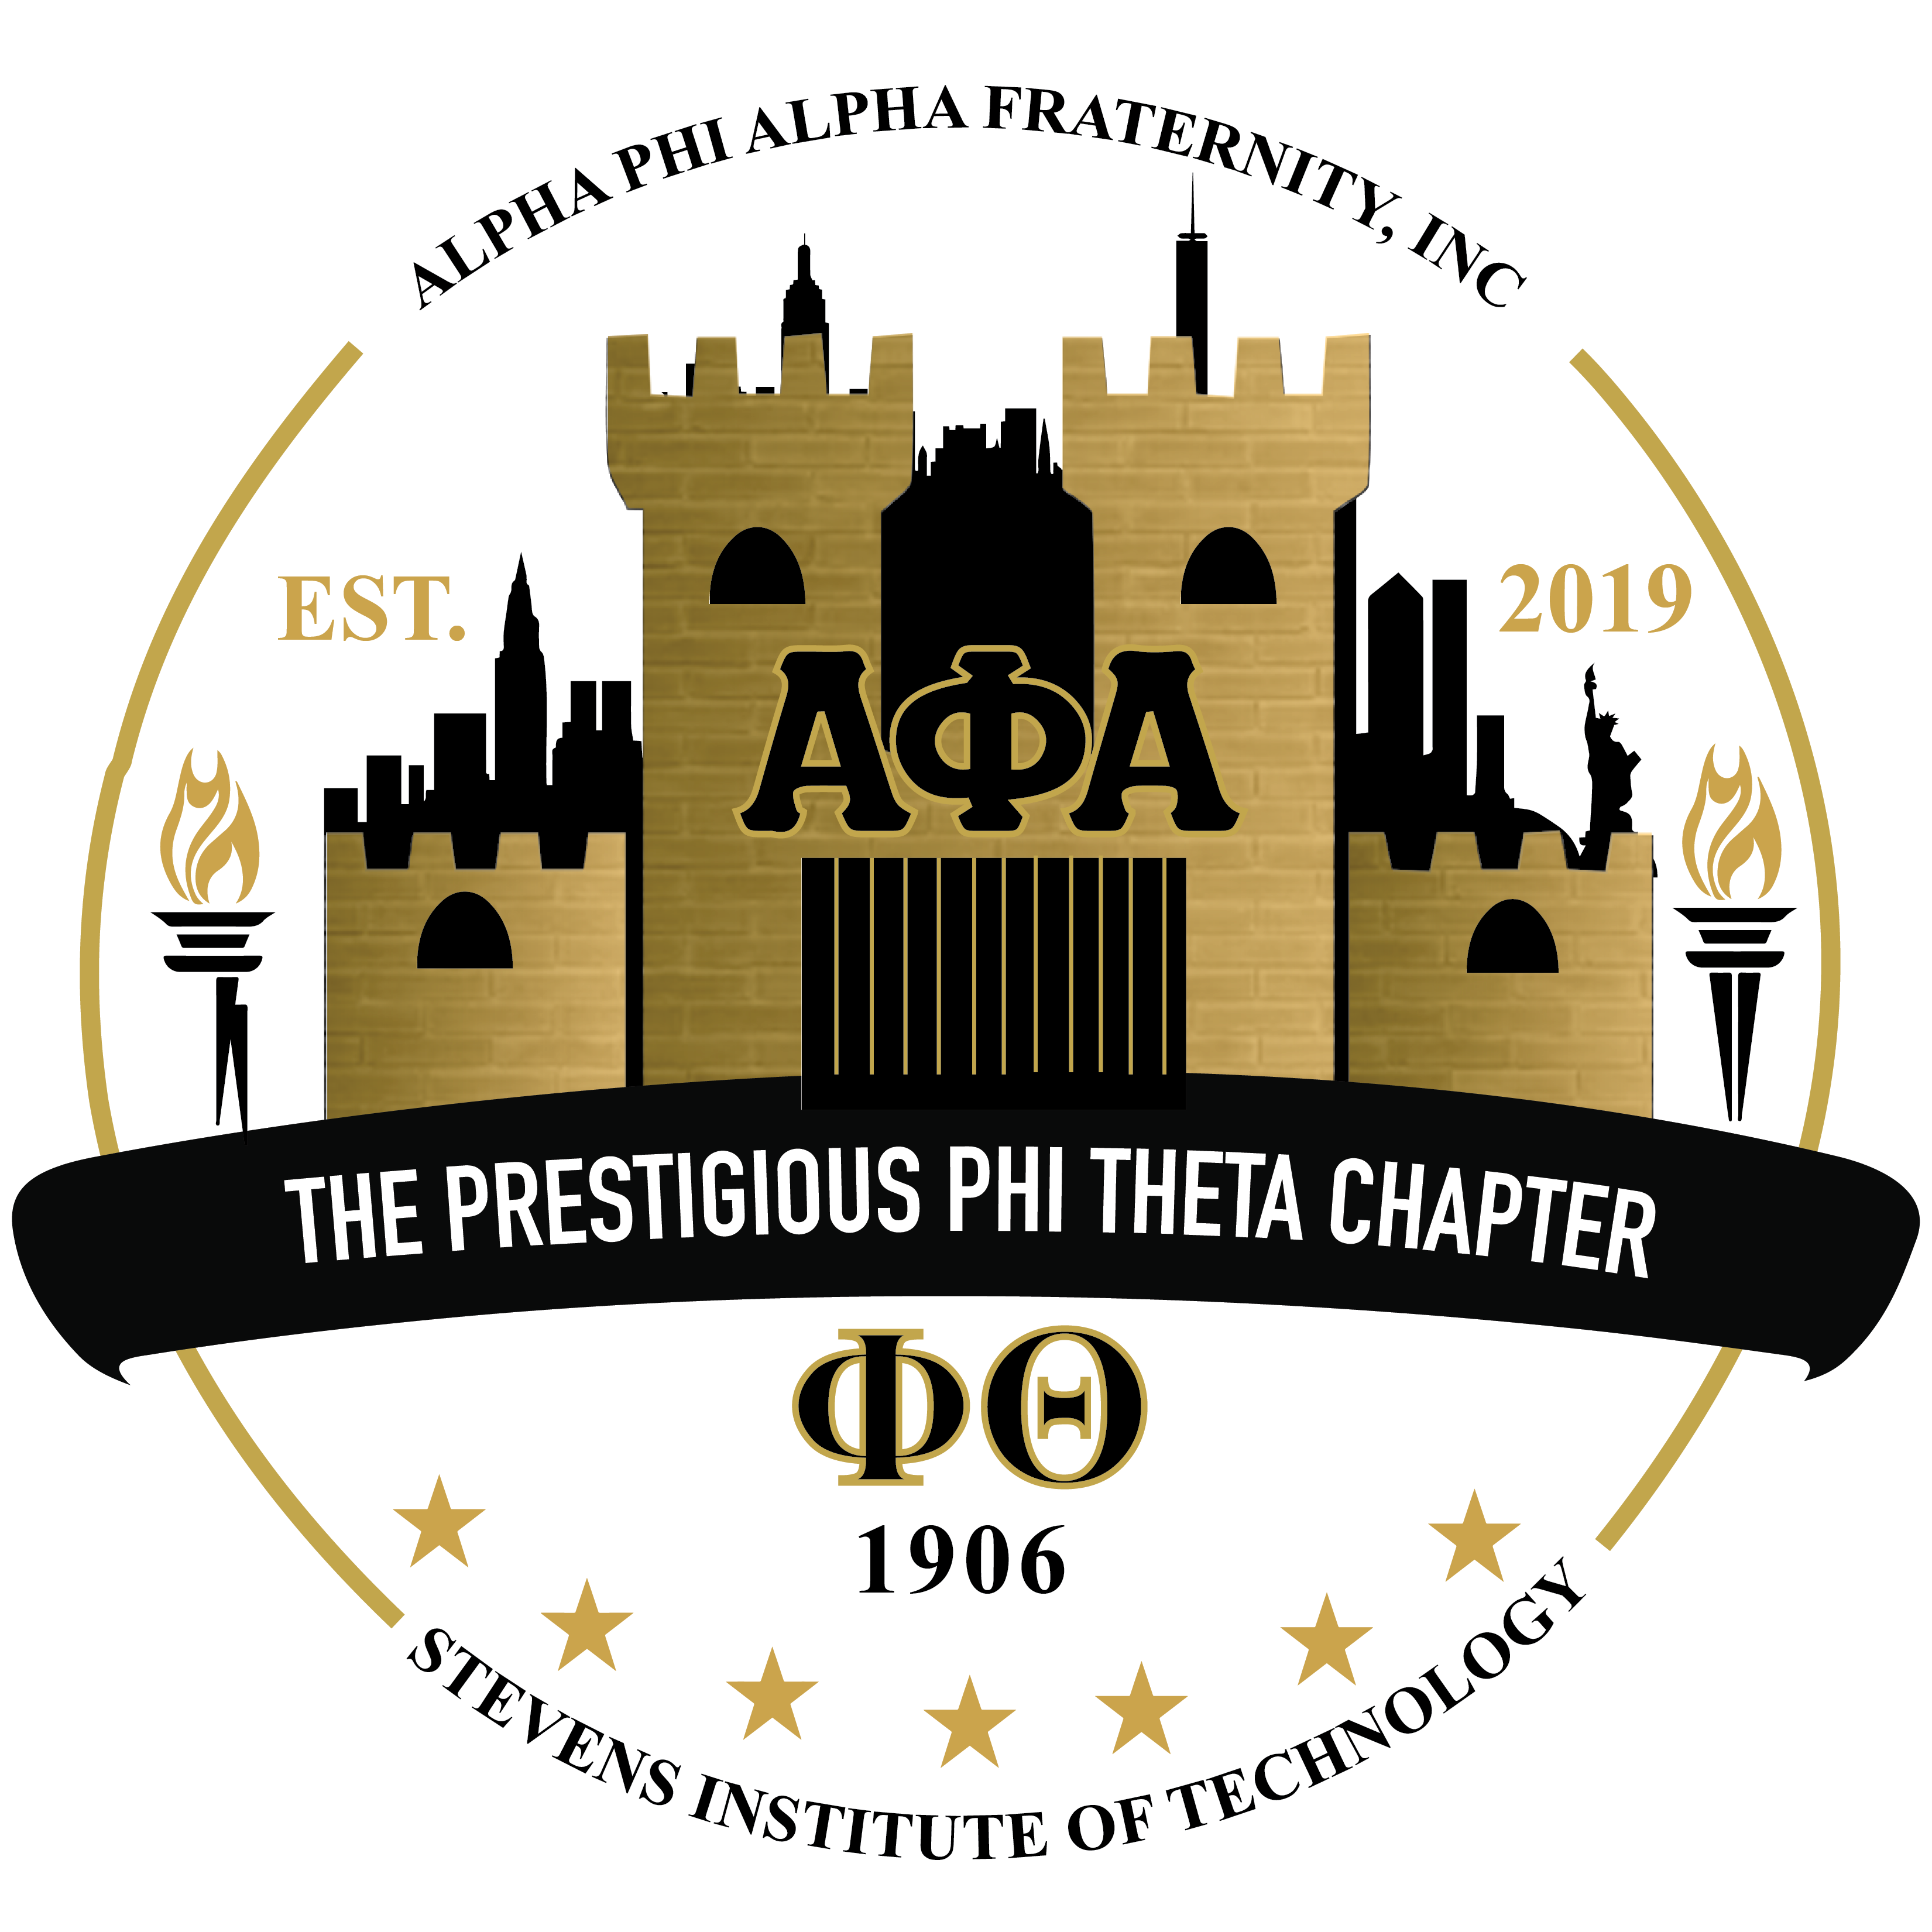 ALPHA PHI ALPHA FRATERNITY, INC
EST.
2019
ΑΦΑ
THE PRESTIGIOUS PHI THETA CHAPTER
ΦΘ
1906
STEVENS INSTITUTE OF TECHNOLOGY